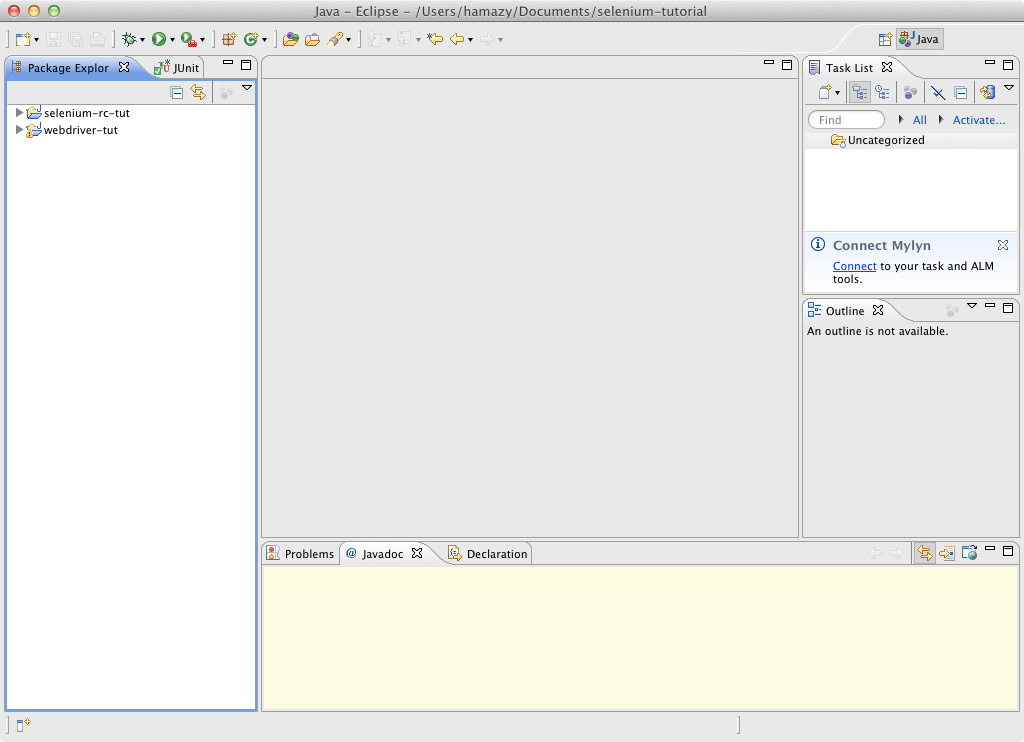 Java – Eclipse – /Users/hamazy/Documents/selenium-tutorial
Java
Package Explor
JUnit
selenium-rc-tut
webdriver-tut
Task List
Find
All
Activate...
Uncategorized
Connect Mylyn
Connect to your task and ALM
tools.
Outline
An outline is not available.
Problems
@ Javadoc
Declaration